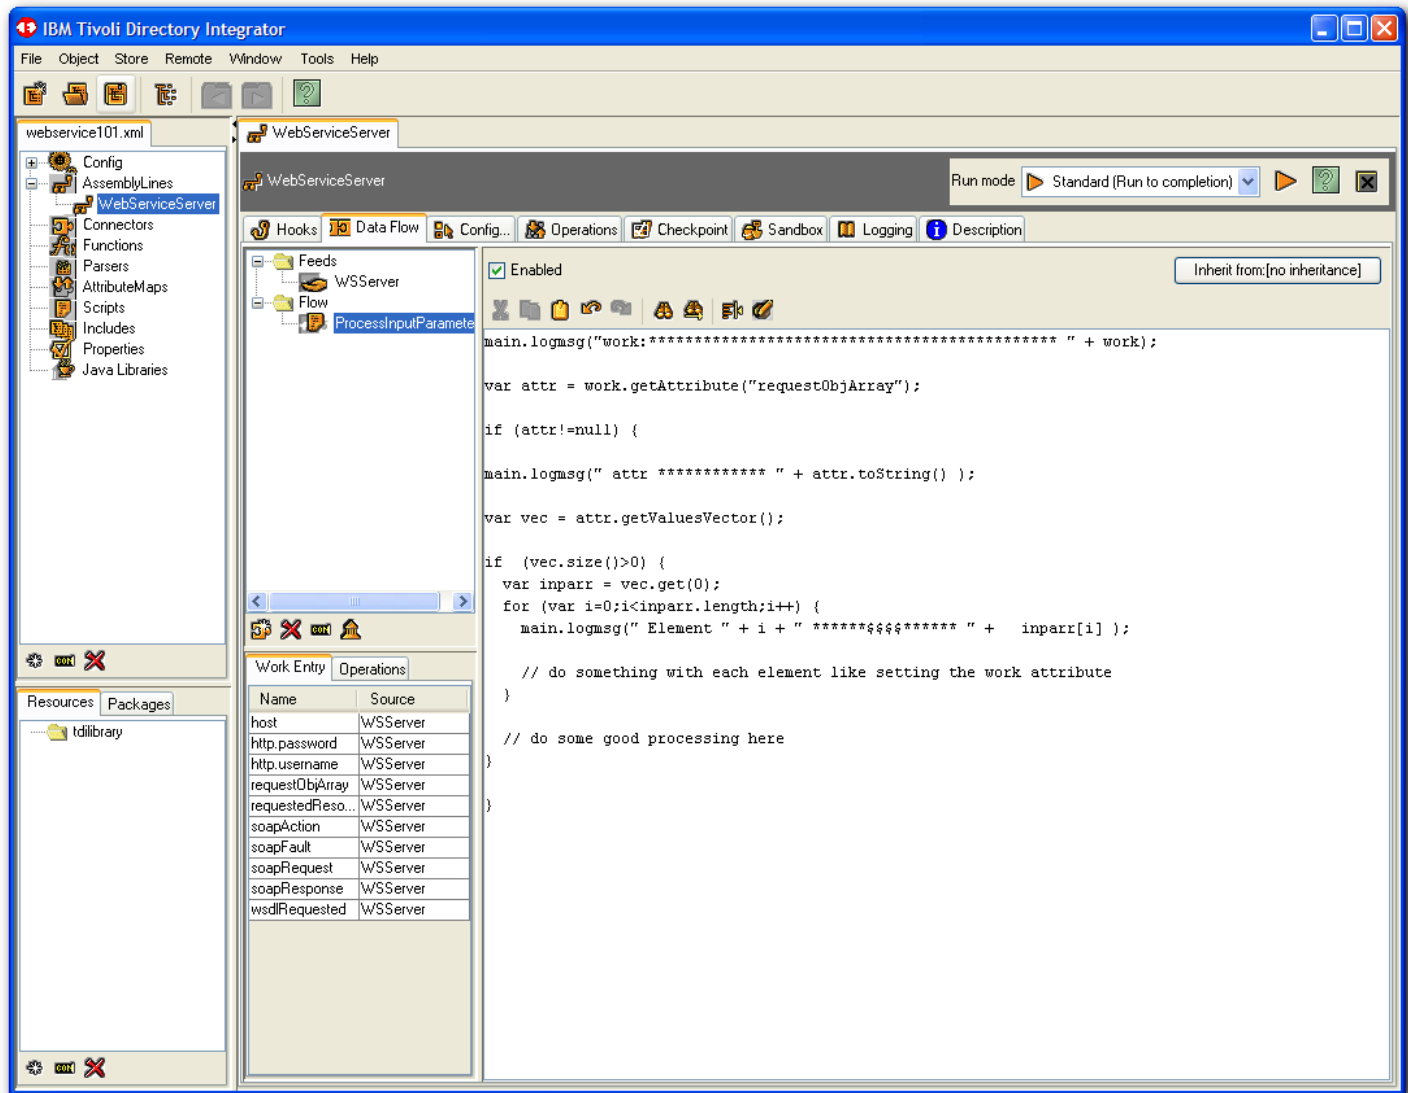 IBM Tivoli Directory Integrator
File Object Store Remote Window Tools Help
webservice101.xml
Config
AssemblyLines
WebServiceServer
Connectors
Functions
Parsers
AttributeMaps
Scripts
Includes
Properties
Java Libraries
CON
Resources Packages
tdilibrary
CON
WebServiceServer
WebServiceServer
Run mode Standard (Run to completion)
Hooks Data Flow Config... Operations Checkpoint Sandbox Logging Description
Feeds
WSServer
Flow
ProcessInputParamete
CON
Work Entry Operations
Name Source
host WSServer
http.password WSServer
http.username WSServer
requestObjArray WSServer
requestedReso... WSServer
soapAction WSServer
soapFault WSServer
soapRequest WSServer
soapResponse WSServer
wsdlRequested WSServer
Enabled
Inherit from:[no inheritance]
main.logmsg("work:********************************************* " + work);
var attr = work.getAttribute("requestObjArray");
if (attr!=null) {
main.logmsg(" attr ************ " + attr.toString() );
var vec = attr.getValuesVector();
if  (vec.size()>0) {
  var inparr = vec.get(0);
  for (var i=0;i<inparr.length;i++) {
    main.logmsg(" Element " + i + " ******$$$$****** " +   inparr[i] );
    // do something with each element like setting the work attribute
  }
  // do some good processing here
}
}